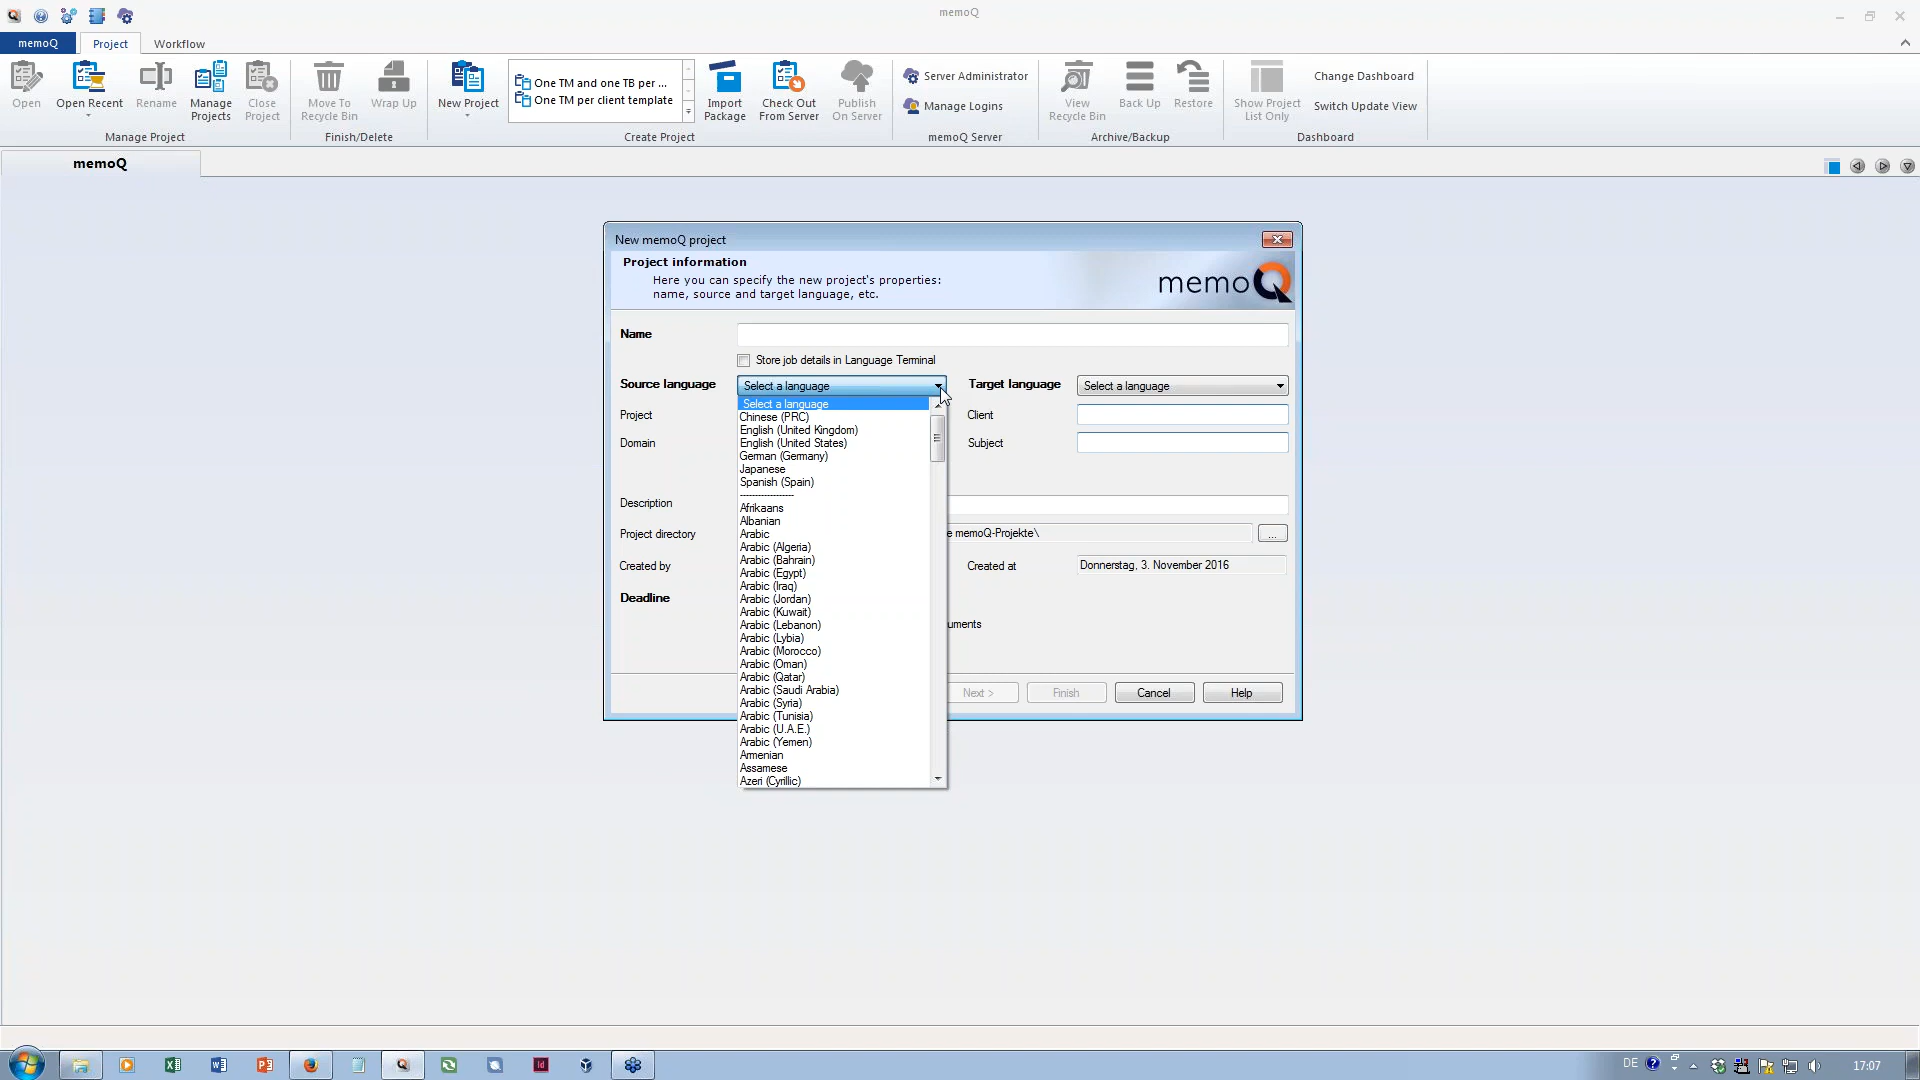 memoQ
memoQ Project Workflow
Open Open Recent Rename Manage Projects Close Project Move To Recycle Bin Wrap Up New Project One TM and one TB per ... One TM per client template Import Package Check Out From Server Publish On Server Server Administrator Manage Logins View Recycle Bin Back Up Restore Show Project List Only Change Dashboard Switch Update View
Manage Project Finish/Delete Create Project memoQ Server Archive/Backup Dashboard
memoQ
New memoQ project
Project information
Here you can specify the new project's properties:
name, source and target language, etc.
memoQ
Name
Store job details in Language Terminal
Source language Select a language Target language Select a language
Project Client
Domain Subject
Description
Project directory e memoQ-Projekte\ ...
Created by Created at Donnerstag, 3. November 2016
Deadline
uments
Next > Finish Cancel Help
Select a language
Chinese (PRC)
English (United Kingdom)
English (United States)
German (Germany)
Japanese
Spanish (Spain)
------------------
Afrikaans
Albanian
Arabic
Arabic (Algeria)
Arabic (Bahrain)
Arabic (Egypt)
Arabic (Iraq)
Arabic (Jordan)
Arabic (Kuwait)
Arabic (Lebanon)
Arabic (Lybia)
Arabic (Morocco)
Arabic (Oman)
Arabic (Qatar)
Arabic (Saudi Arabia)
Arabic (Syria)
Arabic (Tunisia)
Arabic (U.A.E.)
Arabic (Yemen)
Armenian
Assamese
Azeri (Cyrillic)
DE 17:07